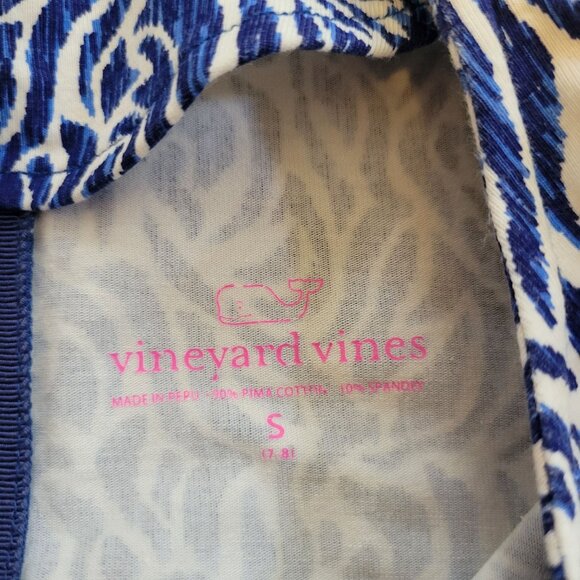 vineyard vines
MADE IN PERU · 90% PIMA COTTON, 10% SPANDEX
S
(7-8)